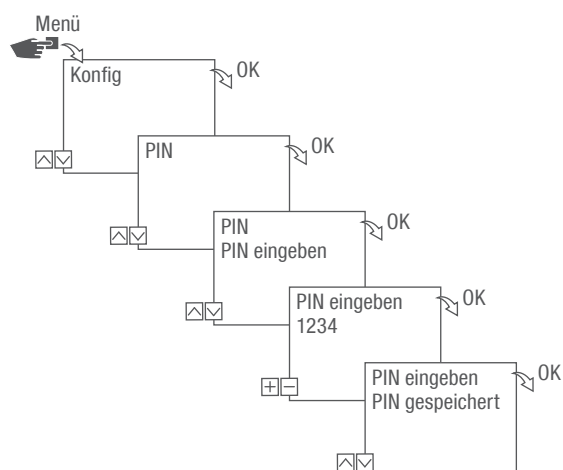 Menü
Konfig
OK
PIN
OK
PIN
PIN eingeben
OK
PIN eingeben
1234
OK
PIN eingeben
PIN gespeichert
OK